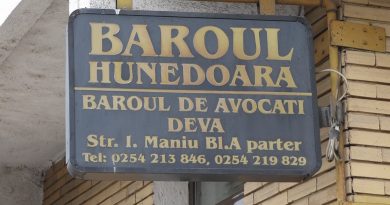 BAROUL
HUNEDOARA
BAROUL DE AVOCATI
DEVA
Str. I. Maniu Bl.A parter
Tel: 0254 213 846, 0254 219 829